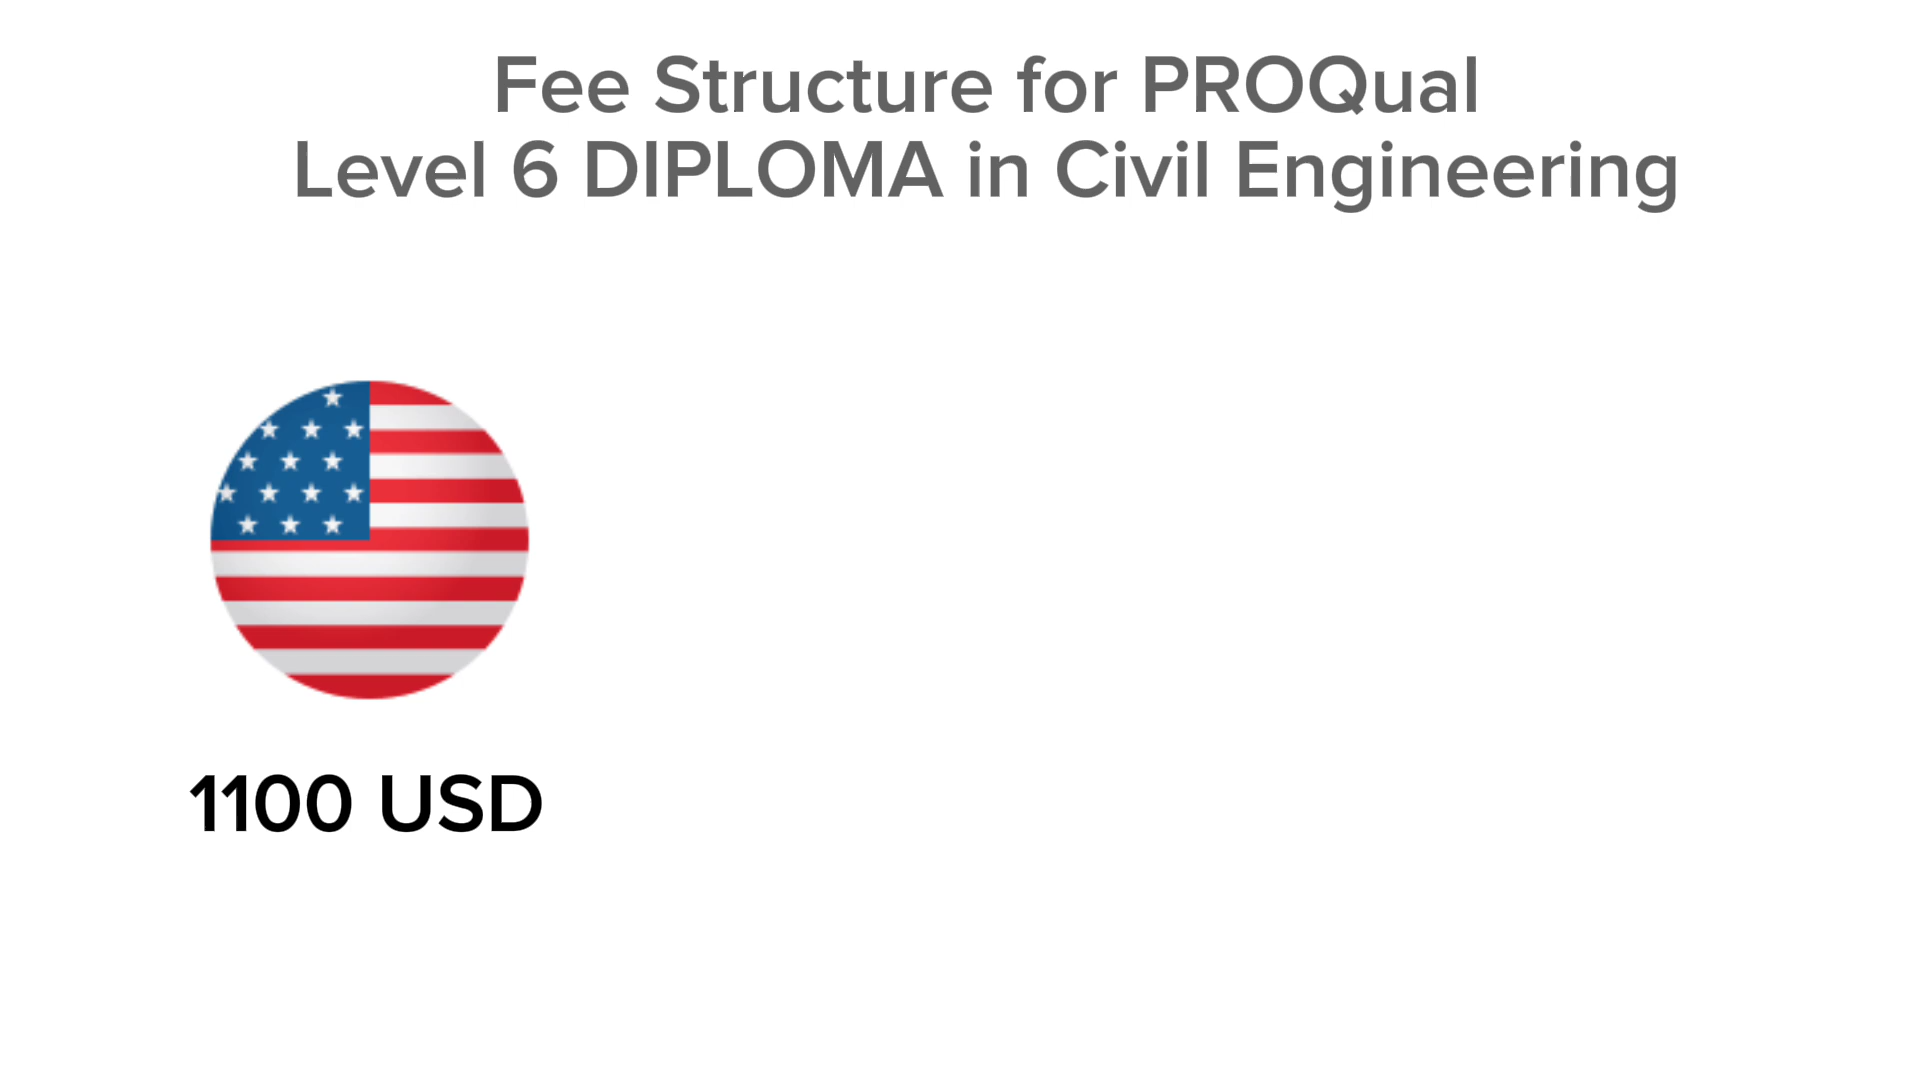 Fee Structure for PROQual
Level 6 DIPLOMA in Civil Engineering
1100 USD